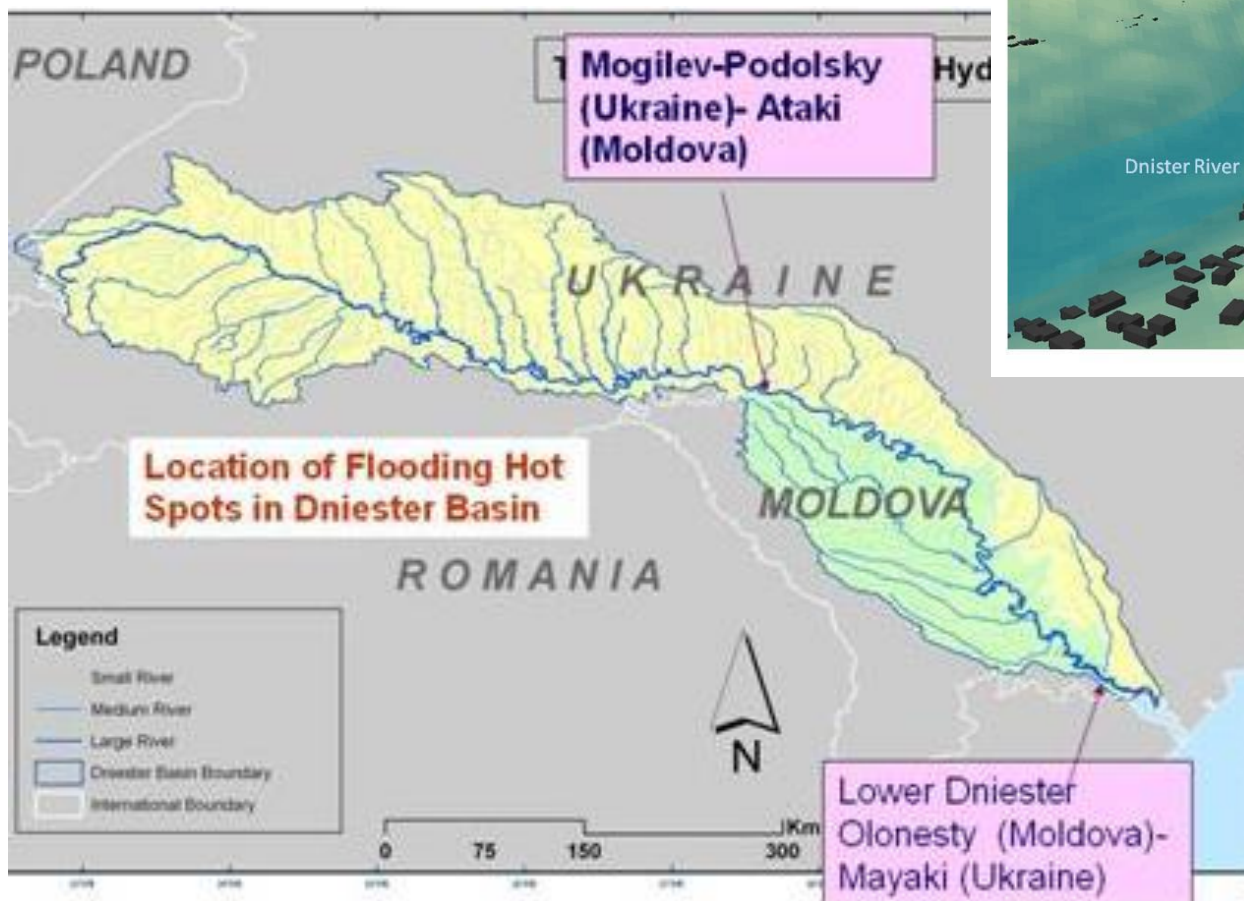 POLAND
Hyd
Mogilev-Podolsky
(Ukraine)- Ataki
(Moldova)
Dnister River
UKRAINE
Location of Flooding Hot
Spots in Dniester Basin
MOLDOVA
ROMANIA
Legend
Small River
Medium River
Large River
Dniester Basin Boundary
International Boundary
N
Km
0 75 150 300
Lower Dniester
Olonesty (Moldova)-
Mayaki (Ukraine)